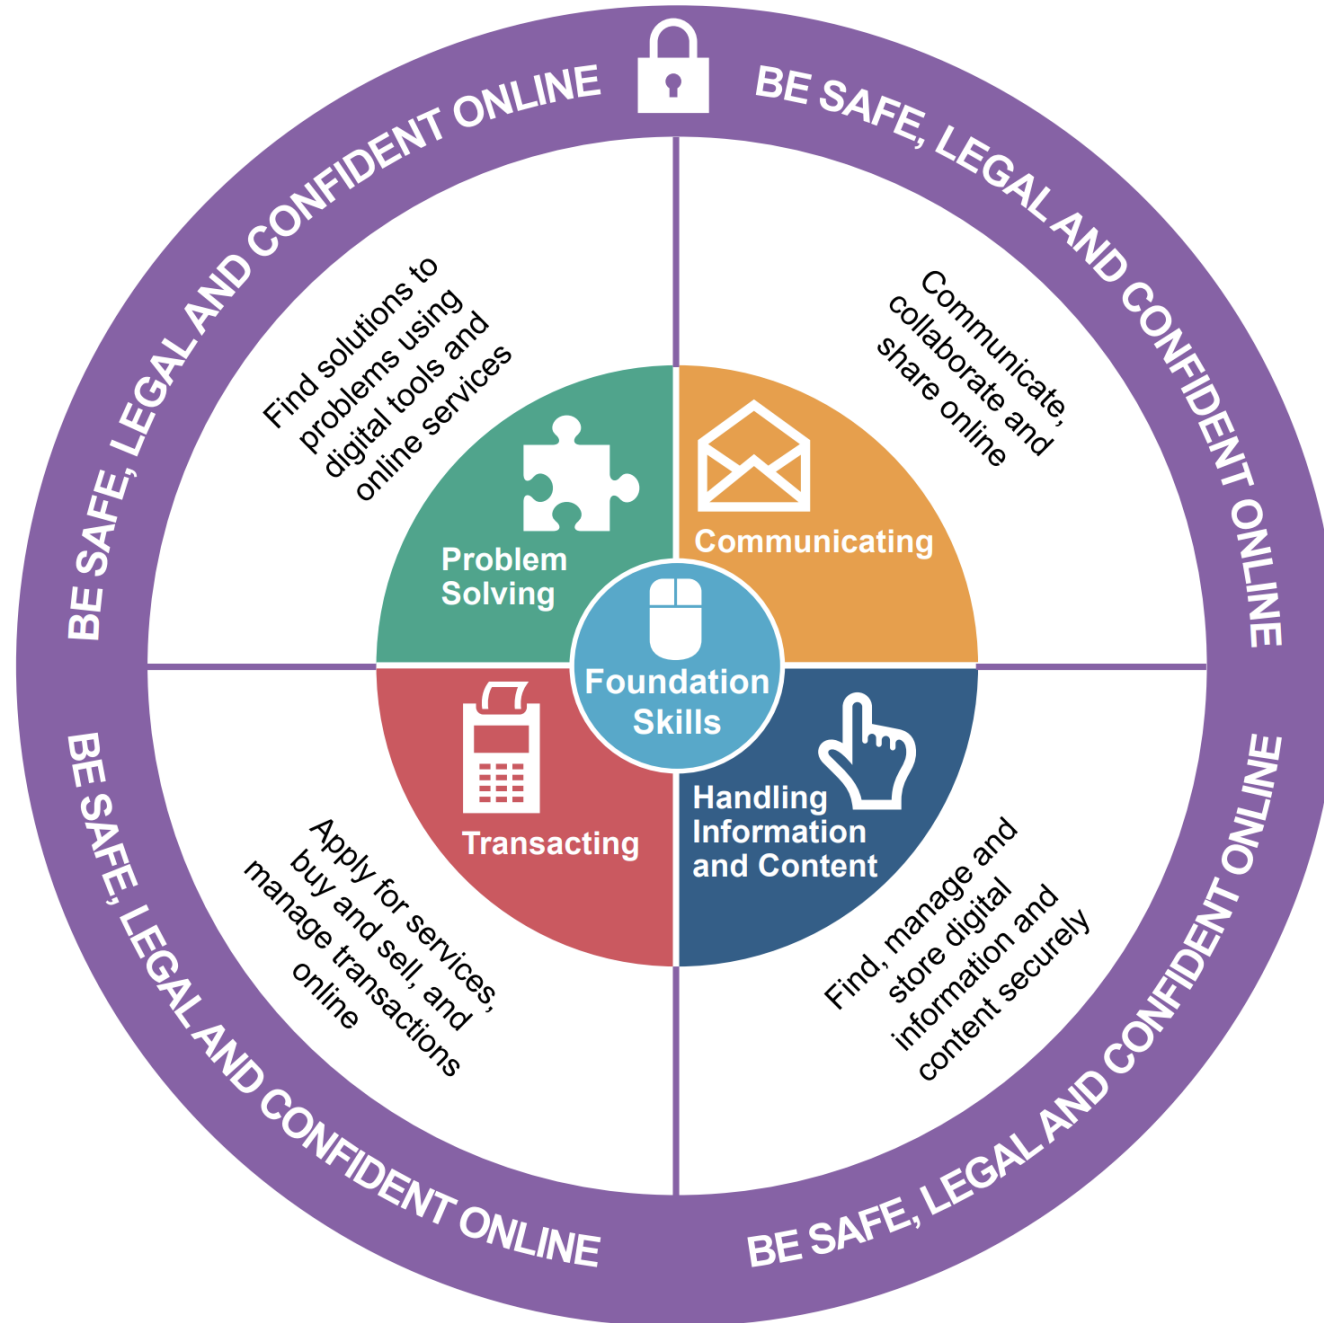 BE SAFE, LEGAL AND CONFIDENT ONLINE
BE SAFE, LEGAL AND CONFIDENT ONLINE
Find solutions to
problems using
digital tools and
online services
Communicate,
collaborate and
share online
Problem
Solving
Communicating
Foundation
Skills
Transacting
Handling
Information
and Content
Apply for services,
buy and sell, and
manage transactions
online
Find, manage and
store digital
information and
content securely
BE SAFE, LEGAL AND CONFIDENT ONLINE
BE SAFE, LEGAL AND CONFIDENT ONLINE